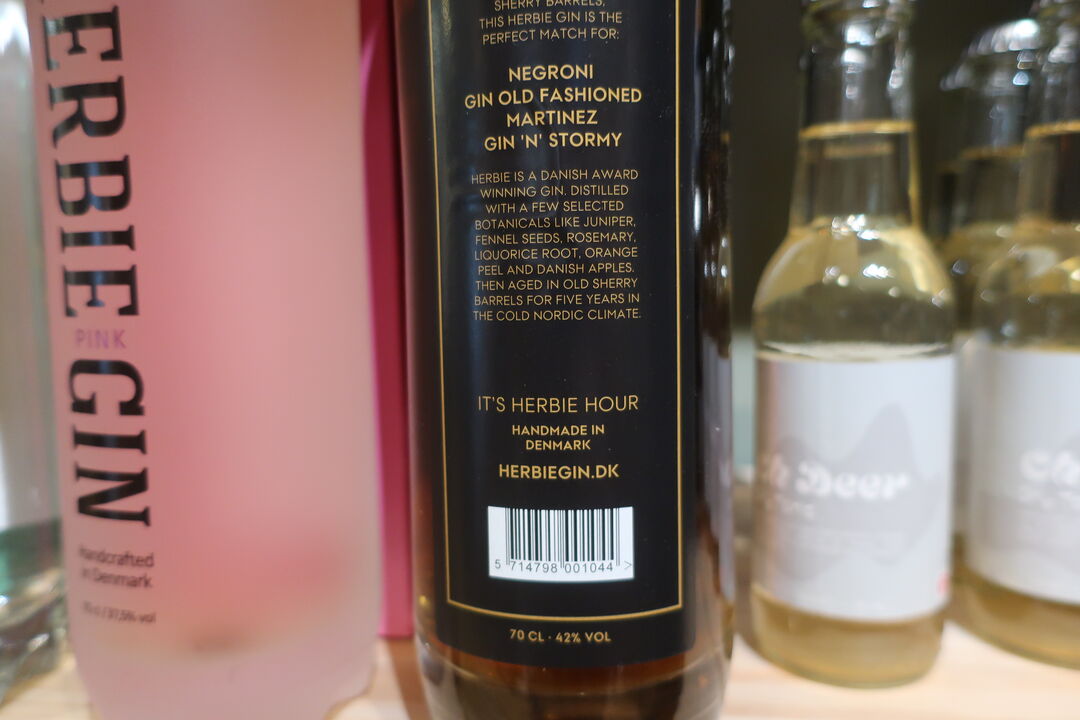 ERBIE
PINK
GIN
Handcrafted
in Denmark
SHERRY BARRELS,
THIS HERBIE GIN IS THE
PERFECT MATCH FOR:
NEGRONI
GIN OLD FASHIONED
MARTINEZ
GIN 'N' STORMY
HERBIE IS A DANISH AWARD
WINNING GIN. DISTILLED
WITH A FEW SELECTED
BOTANICALS LIKE JUNIPER,
FENNEL SEEDS, ROSEMARY,
LIQUORICE ROOT, ORANGE
PEEL AND DANISH APPLES.
THEN AGED IN OLD SHERRY
BARRELS FOR FIVE YEARS IN
THE COLD NORDIC CLIMATE.
IT'S HERBIE HOUR
HANDMADE IN
DENMARK
HERBIEGIN.DK
5 714798 001044 >
70 CL · 42% VOL
Deer